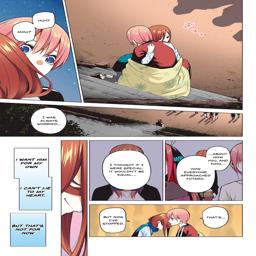 HUH?
MIKU?
I
WAS
ALWAYS
WORRIED...
...ABOUT
HOW
YOU, AND
NINO,
HOW
EVERYONE
APPROACHED
FUTARO.
I THOUGHT IF I
WERE SPECIAL,
IT WOULDN'T BE
EQUAL...
I WANT HIM
FOR MY
OWN
I CAN'T LIE
TO MY
HEART.
BUT THAT'S
NOT FOR
NOW
THAT'S...
BUT NOW
I'VE
STOPPED.